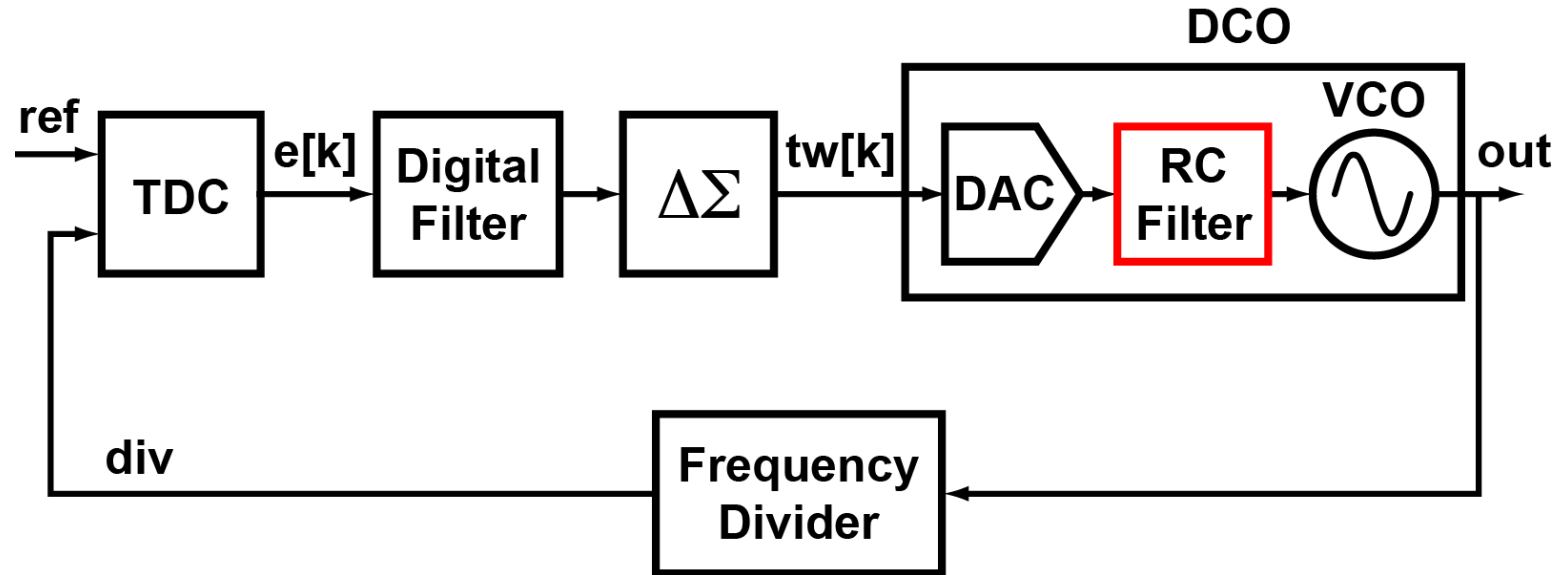 DCO
VCO
ref
TDC
e[k]
Digital
Filter
ΔΣ
tw[k]
DAC
RC
Filter
out
div
Frequency
Divider